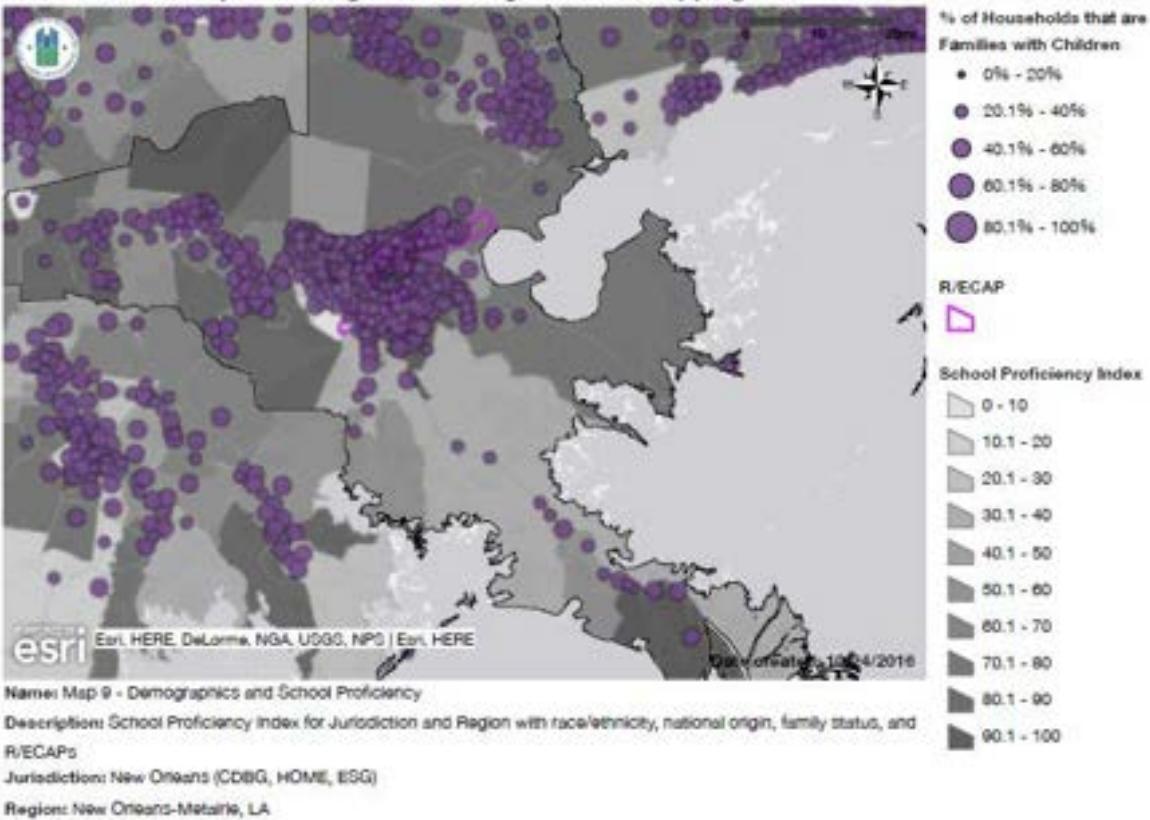 % of Households that are
Families with Children
0% - 20%
20.1% - 40%
40.1% - 60%
60.1% - 80%
80.1% - 100%
R/ECAP
School Proficiency Index
0 - 10
10.1 - 20
20.1 - 30
30.1 - 40
40.1 - 50
50.1 - 60
60.1 - 70
70.1 - 80
80.1 - 90
90.1 - 100
esri
Esri, HERE, DeLorme, NGA, USGS, NPS | Esri, HERE
Date created:
Name: Map 9 - Demographics and School Proficiency
Description: School Proficiency Index for Jurisdiction and Region with race/ethnicity, national origin, family status, and
R/ECAPs
Jurisdiction: New Orleans (CDBG, HOME, ESG)
Region: New Orleans-Metairie, LA